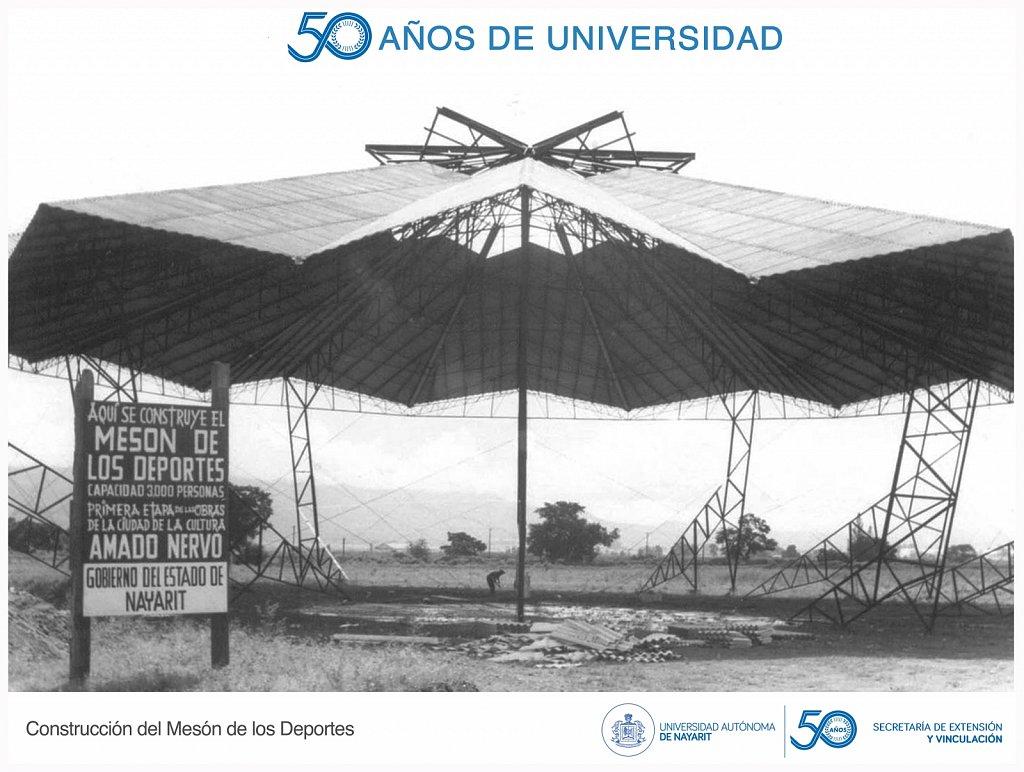 50 AÑOS DE UNIVERSIDAD
AQUÍ SE CONSTRUYE EL
MESON DE
LOS DEPORTES
CAPACIDAD 3.000 PERSONAS
PRIMERA ETAPA DE LAS OBRAS
DE LA CIUDAD DE LA CULTURA
AMADO NERVO
GOBIERNO DEL ESTADO DE
NAYARIT
Construcción del Mesón de los Deportes
UNIVERSIDAD AUTÓNOMA
DE NAYARIT
50
AÑOS
SECRETARÍA DE EXTENSIÓN
Y VINCULACIÓN